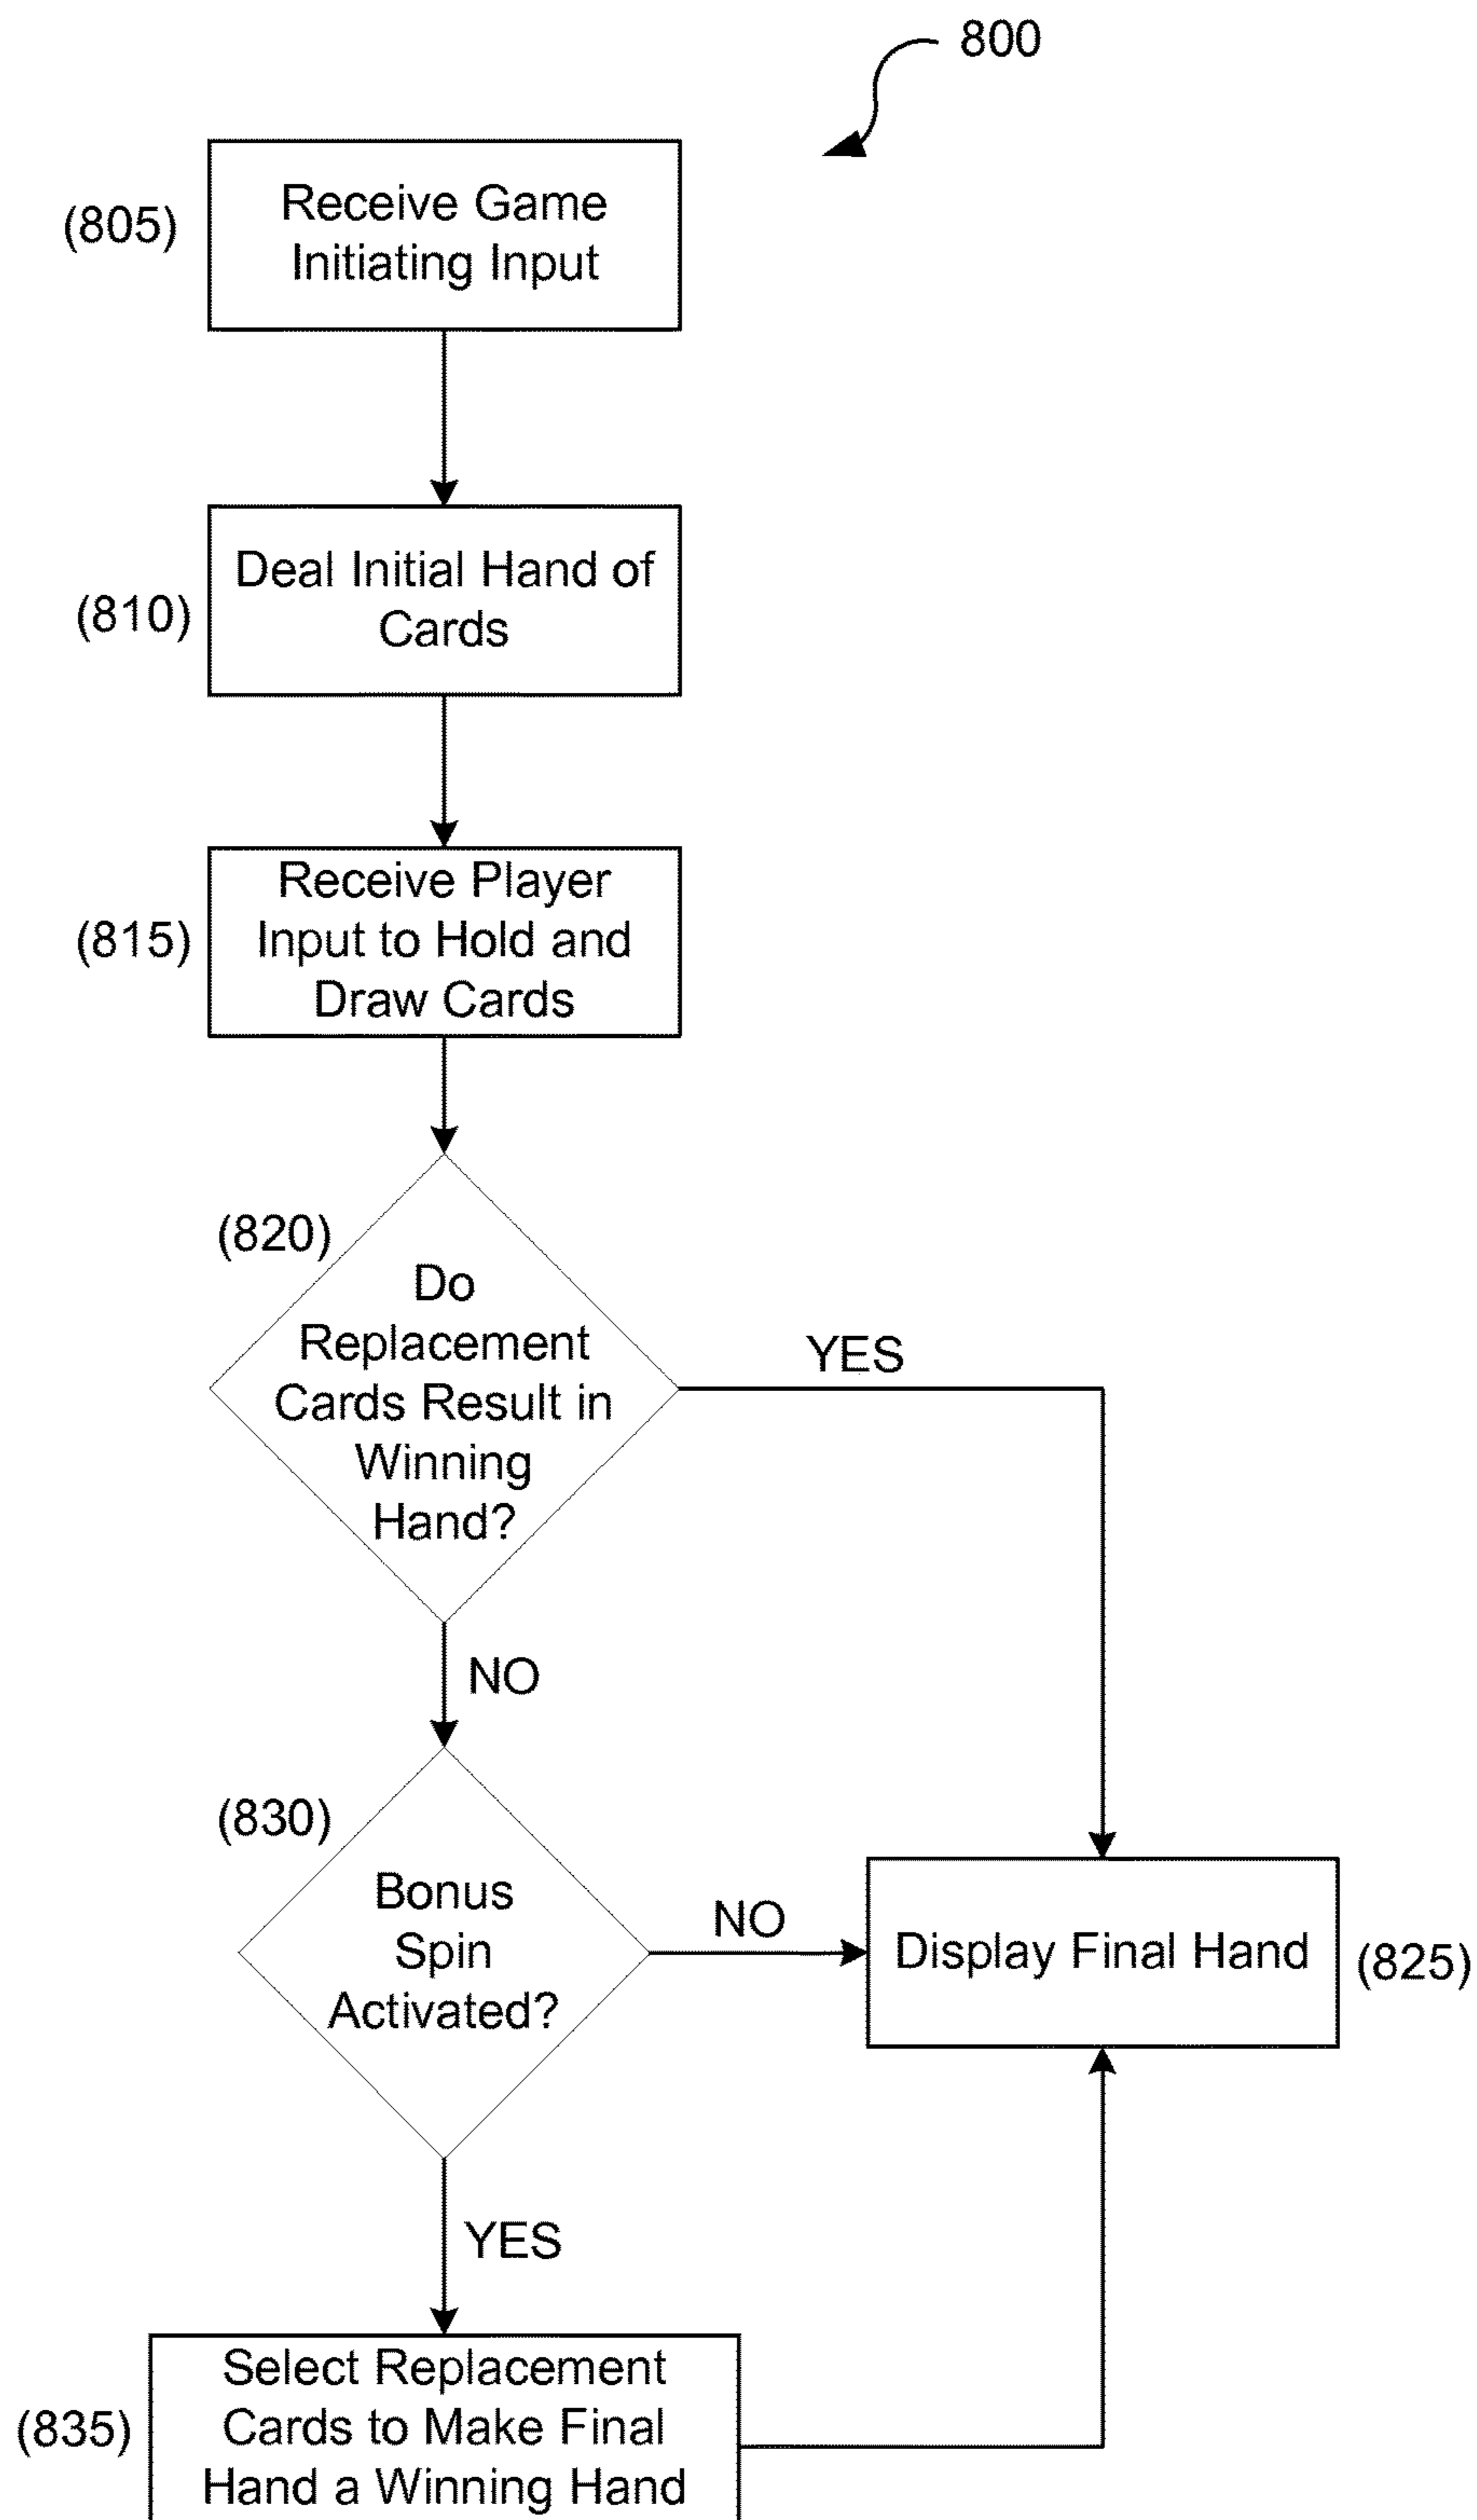 800
(805)
Receive Game
Initiating Input
(810)
Deal Initial Hand of
Cards
(815)
Receive Player
Input to Hold and
Draw Cards
(820)
Do
Replacement
Cards Result in
Winning
Hand?
YES
NO
(830)
Bonus
Spin
Activated?
NO
Display Final Hand
(825)
YES
(835)
Select Replacement
Cards to Make Final
Hand a Winning Hand